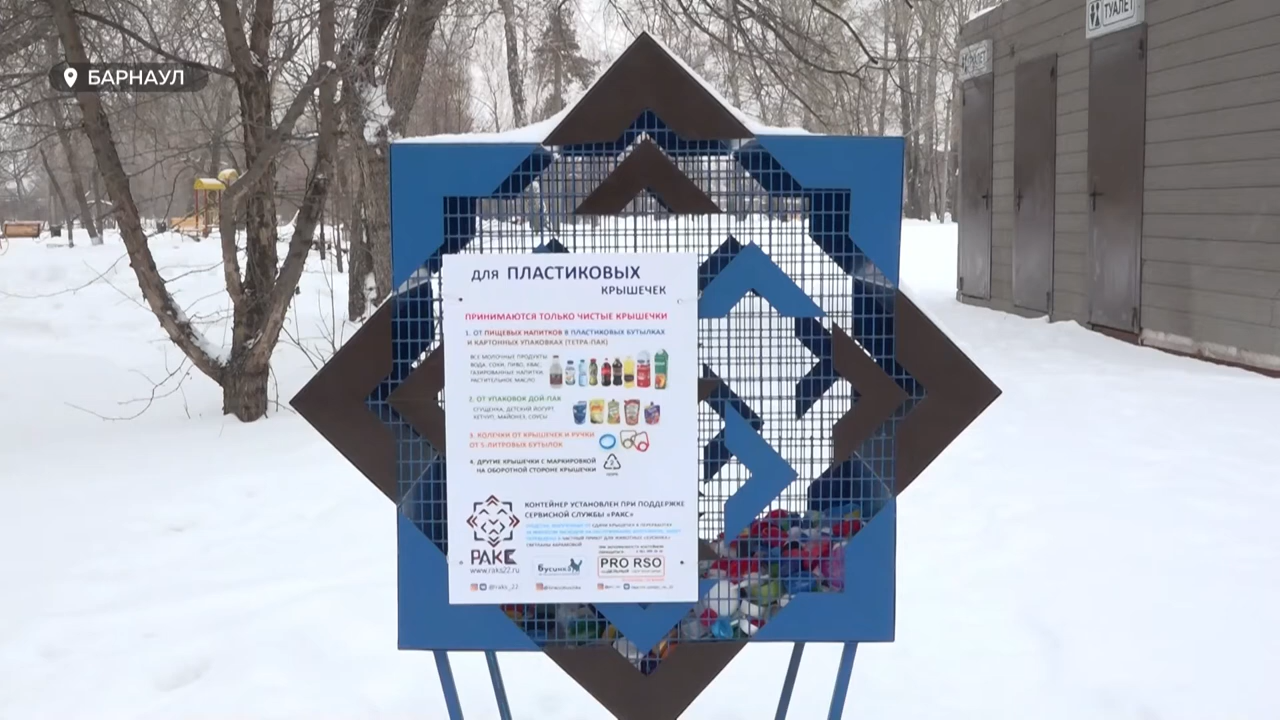 БАРНАУЛ
ТУАЛЕТ
для ПЛАСТИКОВЫХ
КРЫШЕЧЕК
ПРИНИМАЮТСЯ ТОЛЬКО ЧИСТЫЕ КРЫШЕЧКИ
1. ОТ ПИЩЕВЫХ НАПИТКОВ В ПЛАСТИКОВЫХ БУТЫЛКАХ
И КАРТОННЫХ УПАКОВКАХ (ТЕТРА-ПАК)
ВСЕ МОЛОЧНЫЕ ПРОДУКТЫ
ВОДА, СОКИ, ПИВО, КВАС,
ГАЗИРОВАННЫЕ НАПИТКИ
РАСТИТЕЛЬНОЕ МАСЛО
2. ОТ УПАКОВОК ДОЙ-ПАК
СГУЩЕНКА, ДЕТСКИЙ ЙОГУРТ,
КЕТЧУП, МАЙОНЕЗ, СОУСЫ
3. КОЛЕЧКИ ОТ КРЫШЕЧЕК И РУЧКИ
ОТ 5-ЛИТРОВЫХ БУТЫЛОК
4. ДРУГИЕ КРЫШЕЧКИ С МАРКИРОВКОЙ
НА ОБОРОТНОЙ СТОРОНЕ КРЫШЕЧКИ
2
КОНТЕЙНЕР УСТАНОВЛЕН ПРИ ПОДДЕРЖКЕ
СЕРВИСНОЙ СЛУЖБЫ «РАКС»
РАКС
www.raks22.ru
@raks_22
Бусинка
PRO RSO